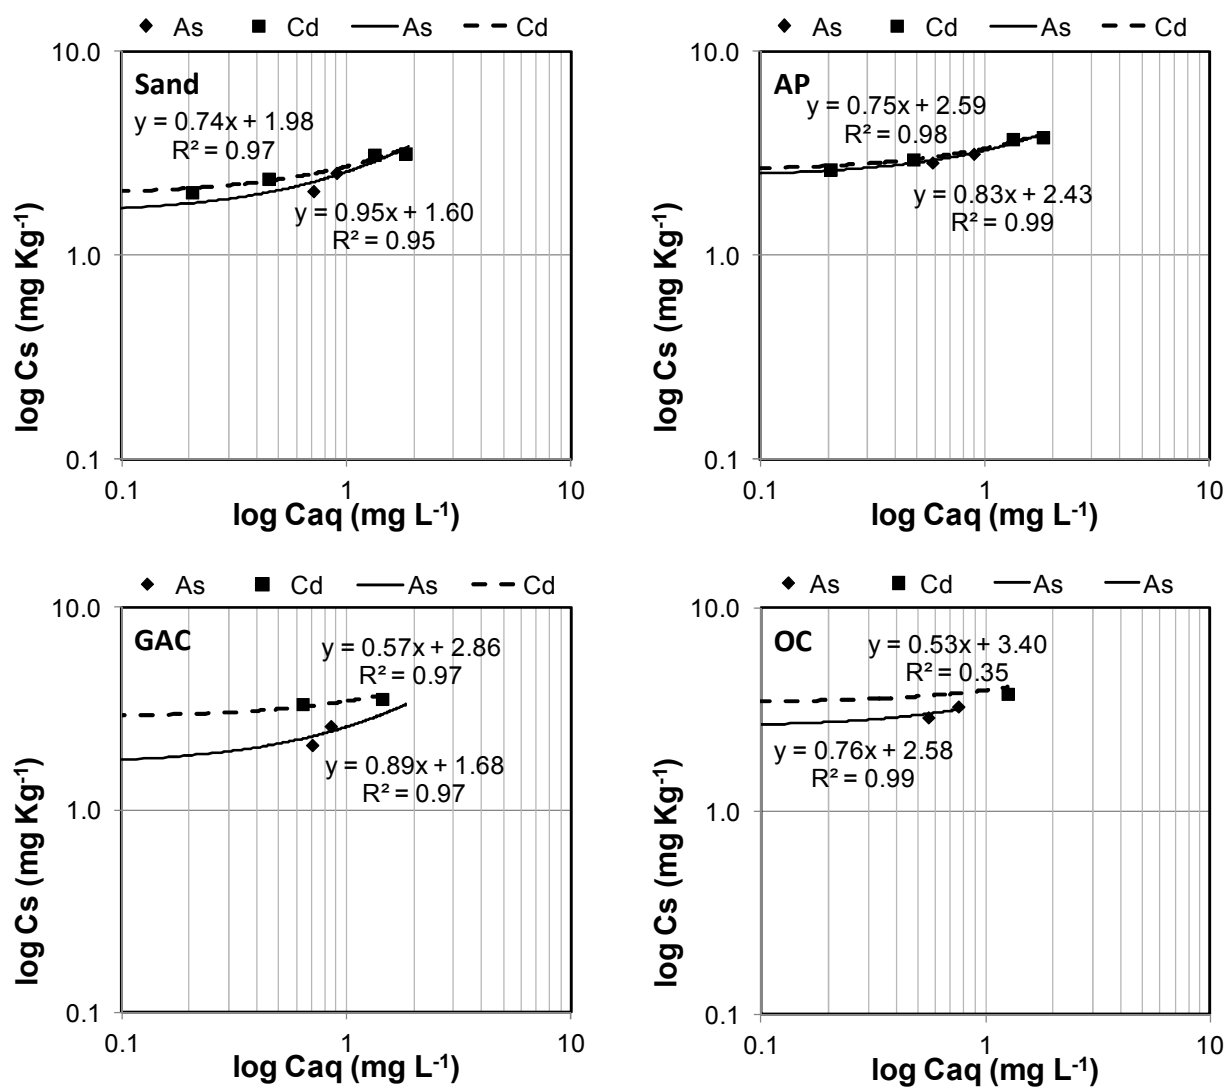 As Cd As Cd
10.0
Sand
y = 0.74x + 1.98
R² = 0.97
y = 0.95x + 1.60
R² = 0.95
1.0
0.1
0.1 1 10
log Cs (mg Kg⁻¹)
log Caq (mg L⁻¹)
As Cd As Cd
10.0
AP
y = 0.75x + 2.59
R² = 0.98
y = 0.83x + 2.43
R² = 0.99
1.0
0.1
0.1 1 10
log Cs (mg Kg⁻¹)
log Caq (mg L⁻¹)
As Cd As Cd
10.0
GAC
y = 0.57x + 2.86
R² = 0.97
y = 0.89x + 1.68
R² = 0.97
1.0
0.1
0.1 1 10
log Cs (mg Kg⁻¹)
log Caq (mg L⁻¹)
As Cd As As
10.0
OC
y = 0.53x + 3.40
R² = 0.35
y = 0.76x + 2.58
R² = 0.99
1.0
0.1
0.1 1 10
log Cs (mg Kg⁻¹)
log Caq (mg L⁻¹)